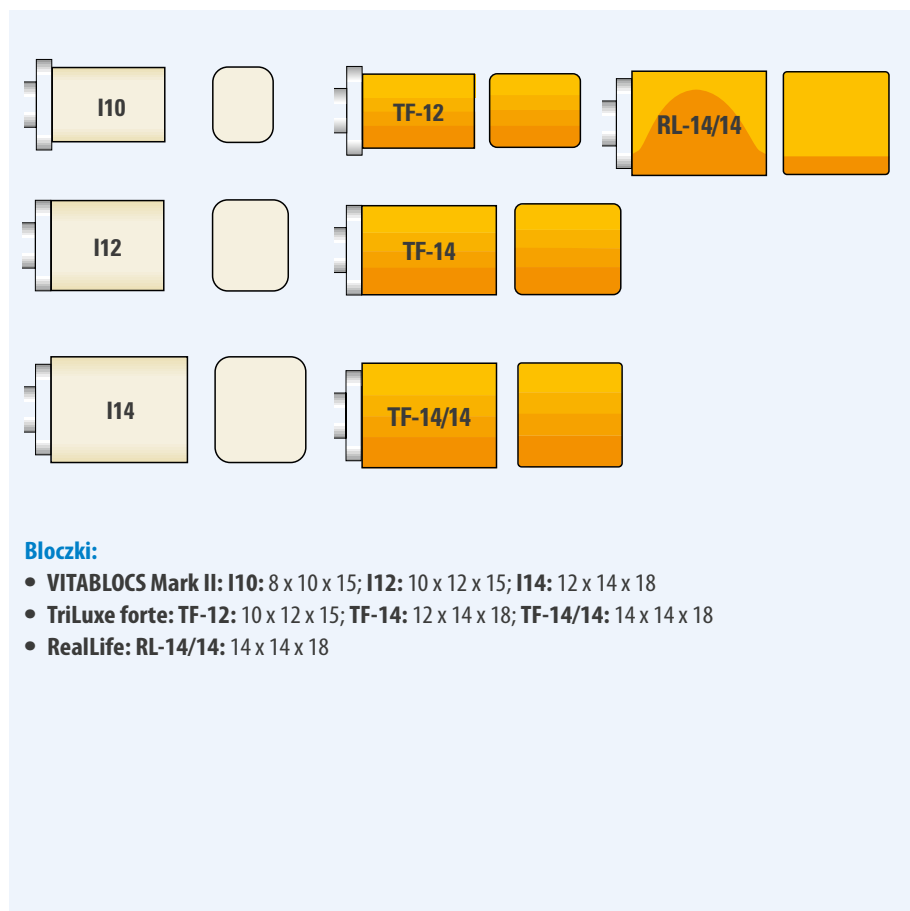 I10
TF-12
RL-14/14
I12
TF-14
I14
TF-14/14
Bloczki:
• VITABLOCS Mark II: I10: 8 x 10 x 15; I12: 10 x 12 x 15; I14: 12 x 14 x 18
• TriLuxe forte: TF-12: 10 x 12 x 15; TF-14: 12 x 14 x 18; TF-14/14: 14 x 14 x 18
• RealLife: RL-14/14: 14 x 14 x 18